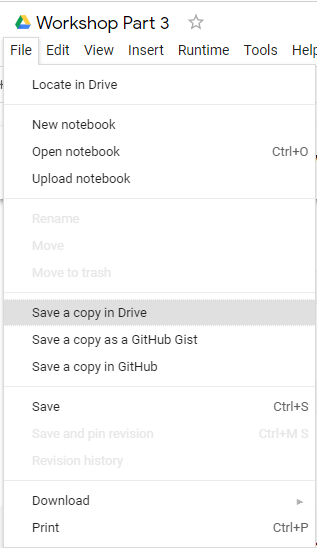 Workshop Part 3
File Edit View Insert Runtime Tools Help
Locate in Drive
New notebook
Open notebook Ctrl+O
Upload notebook
Rename
Move
Move to trash
Save a copy in Drive
Save a copy as a GitHub Gist
Save a copy in GitHub
Save Ctrl+S
Save and pin revision Ctrl+M S
Revision history
Download
Print Ctrl+P